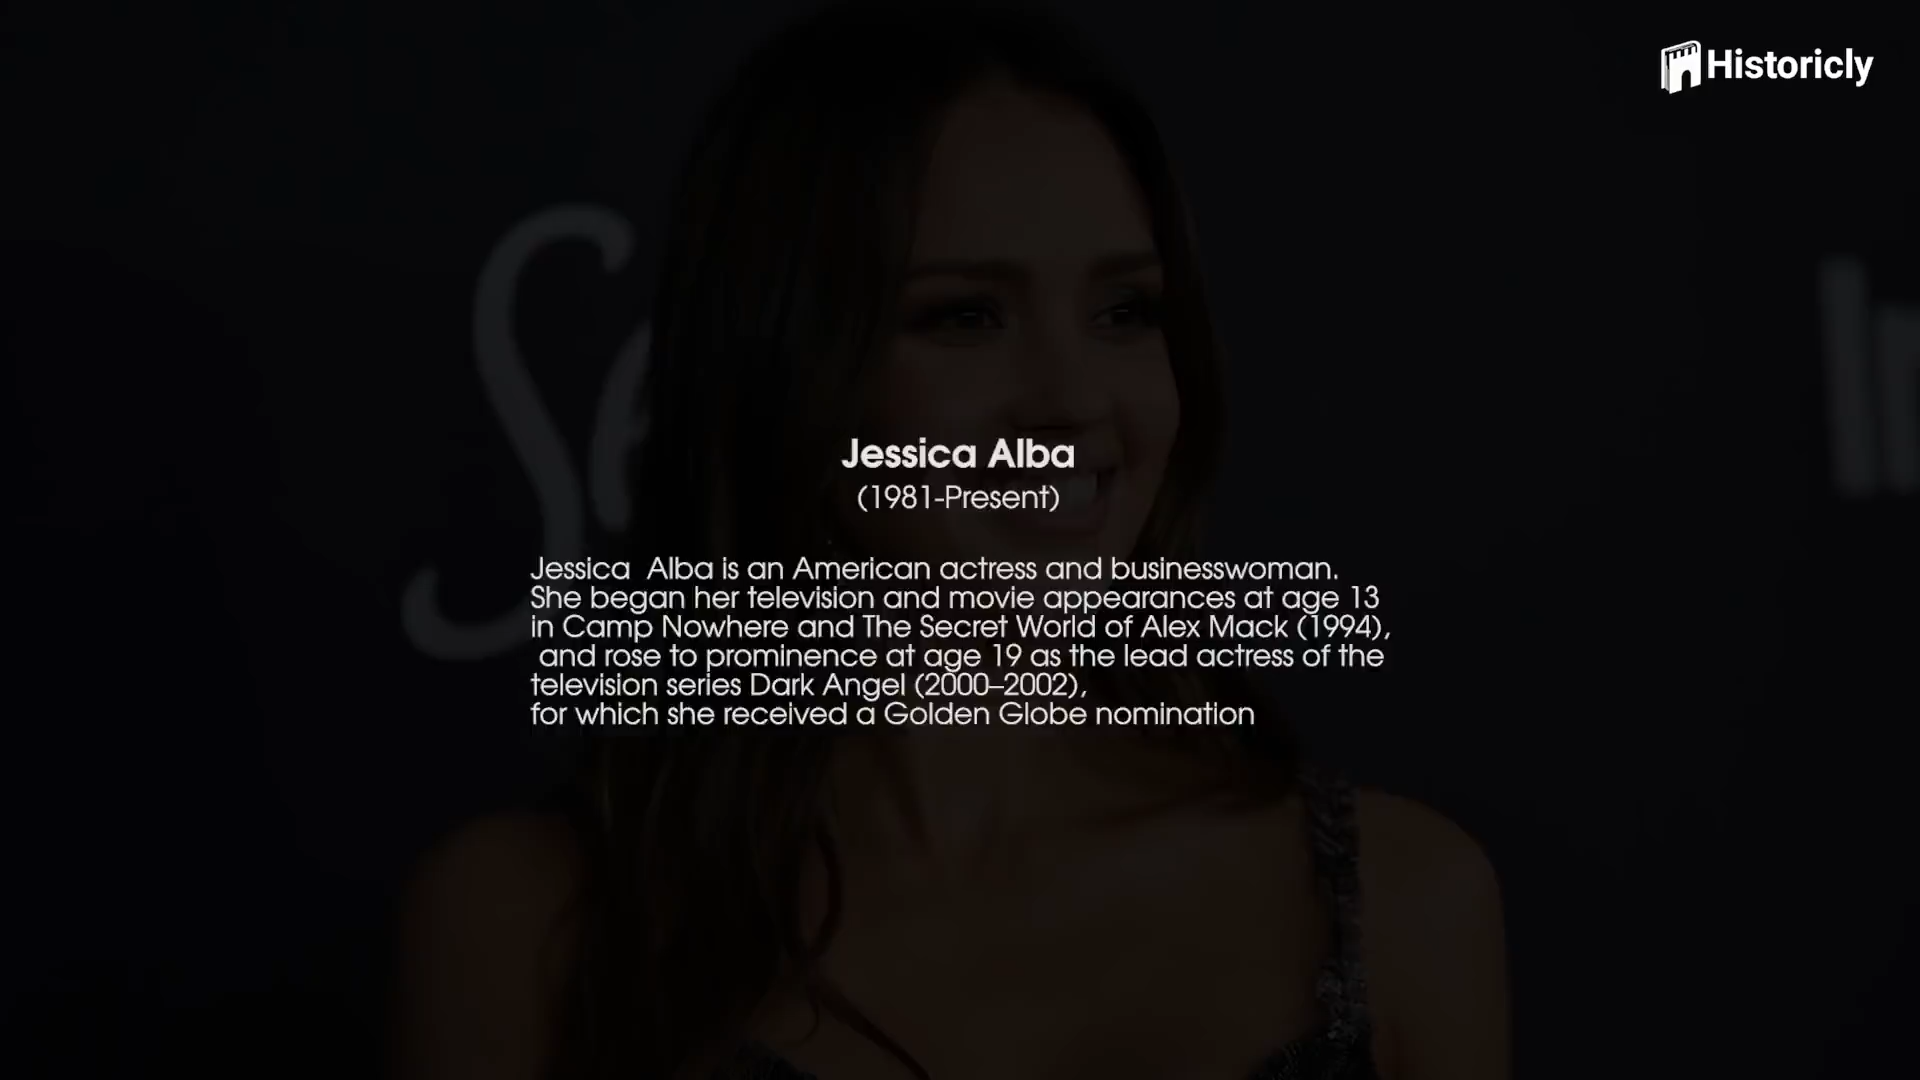 Historicly
Jessica Alba
(1981-Present)
Jessica  Alba is an American actress and businesswoman.
She began her television and movie appearances at age 13
in Camp Nowhere and The Secret World of Alex Mack (1994),
and rose to prominence at age 19 as the lead actress of the
television series Dark Angel (2000–2002),
for which she received a Golden Globe nomination